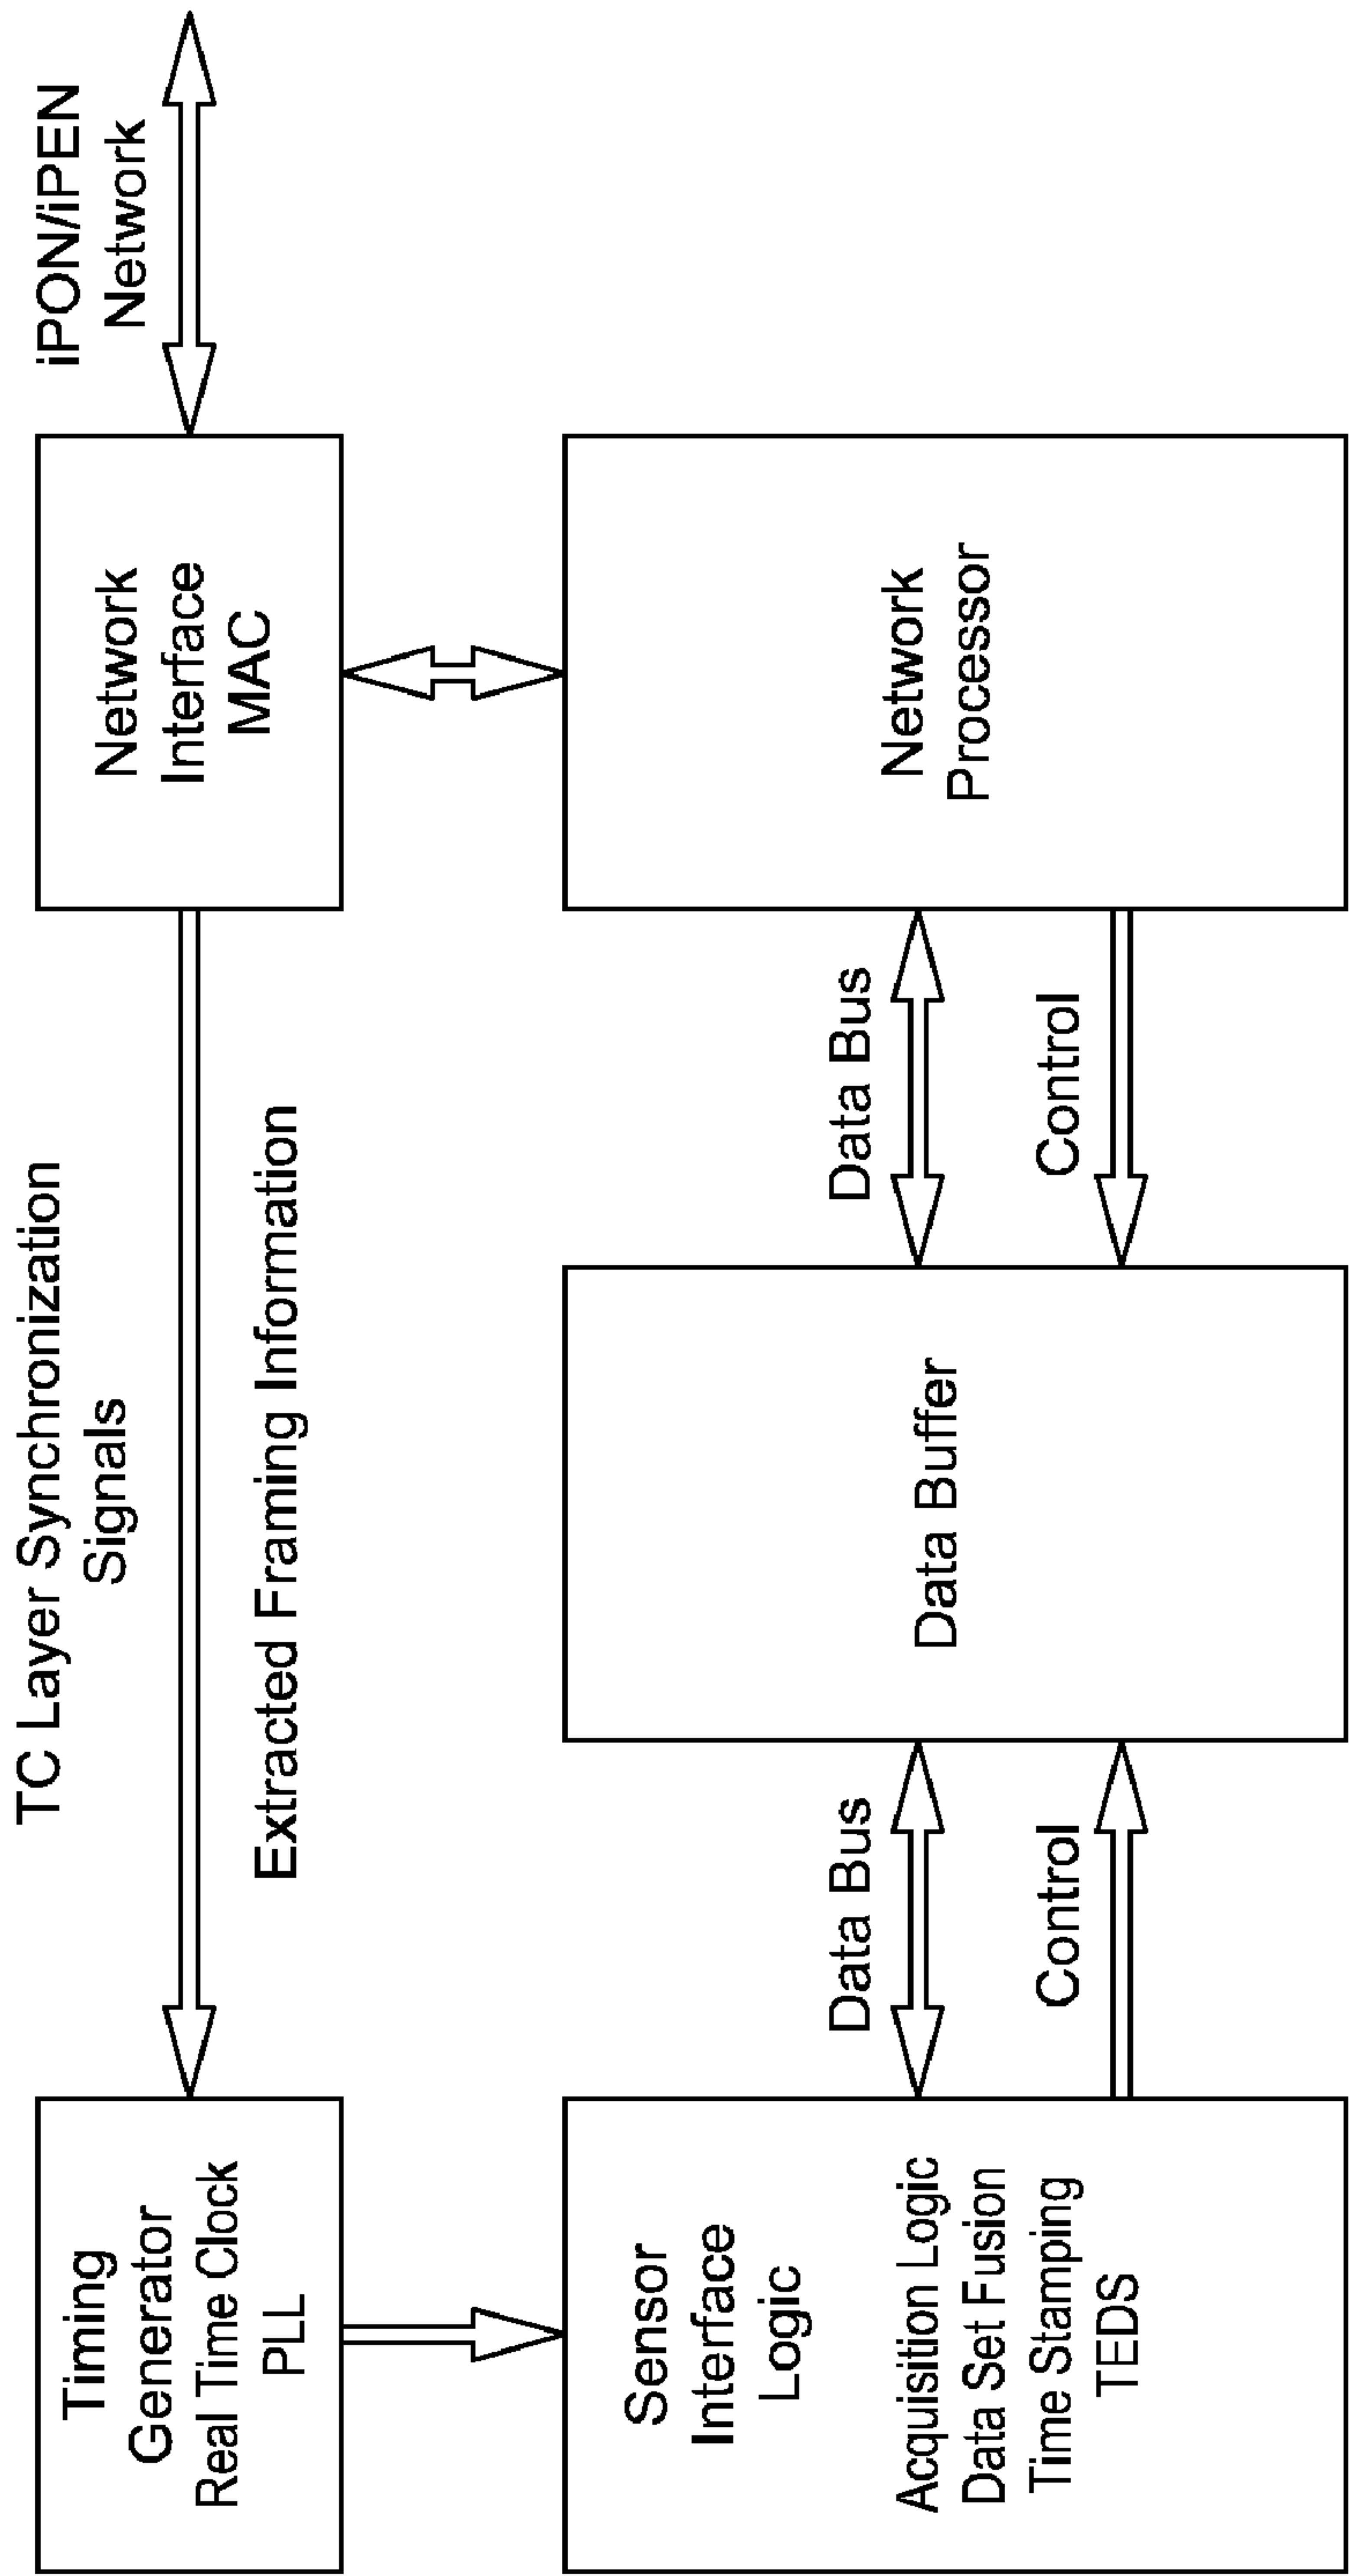 TC Layer Synchronization
Signals
iPON/iPEN
Network
Timing
Generator
Real Time Clock
PLL
Extracted Framing Information
Network
Interface
MAC
Sensor
Interface
Logic
Acquisition Logic
Data Set Fusion
Time Stamping
TEDS
Data Bus
Control
Data Buffer
Data Bus
Control
Network
Processor